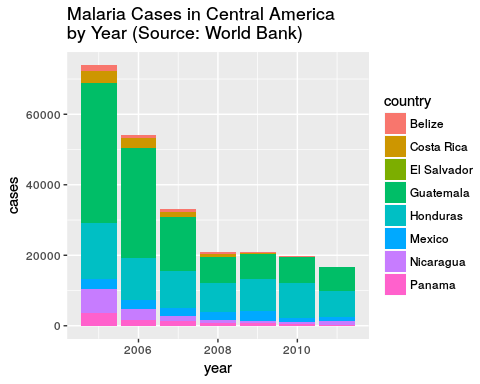 Malaria Cases in Central America
by Year (Source: World Bank)
cases
60000
40000
20000
0
2006
2008
2010
year
country
Belize
Costa Rica
El Salvador
Guatemala
Honduras
Mexico
Nicaragua
Panama